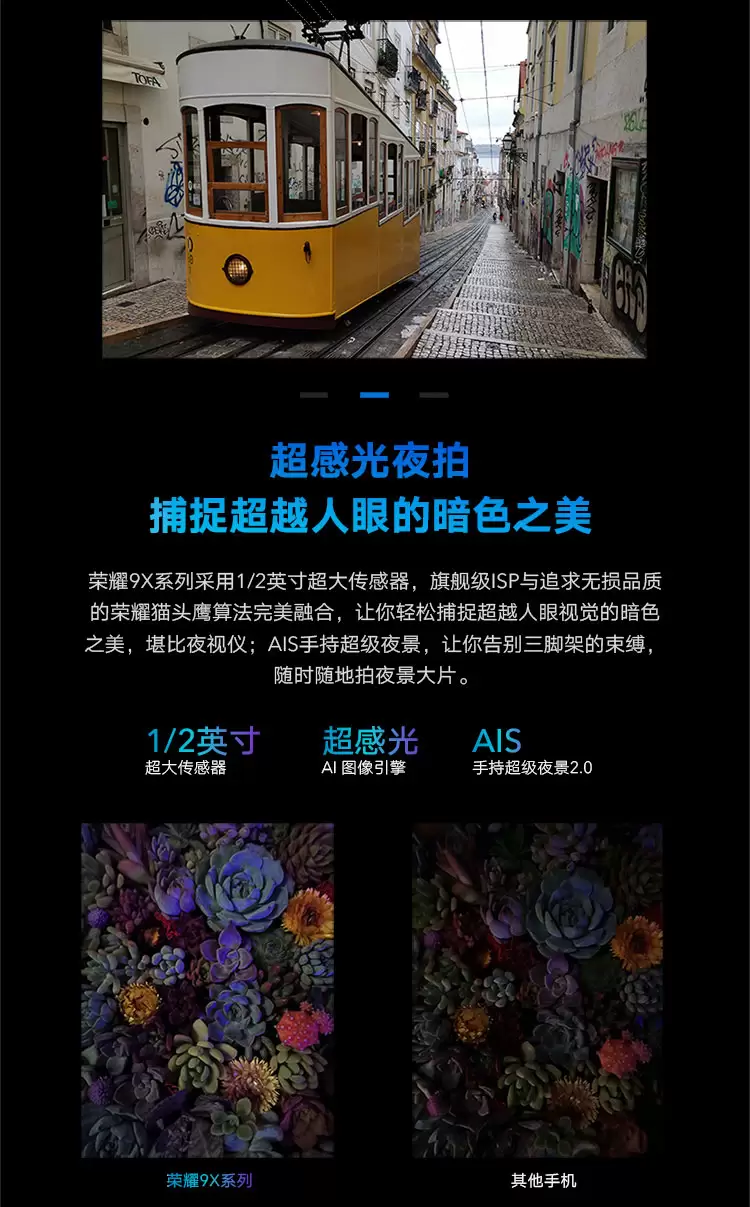 TOFA
超感光夜拍
捕捉超越人眼的暗色之美
荣耀9X系列采用1/2英寸超大传感器，旗舰级ISP与追求无损品质
的荣耀猫头鹰算法完美融合，让你轻松捕捉超越人眼视觉的暗色
之美，堪比夜视仪；AIS手持超级夜景，让你告别三脚架的束缚，
随时随地拍夜景大片。
1/2英寸
超大传感器
超感光
AI 图像引擎
AIS
手持超级夜景2.0
荣耀9X系列
其他手机